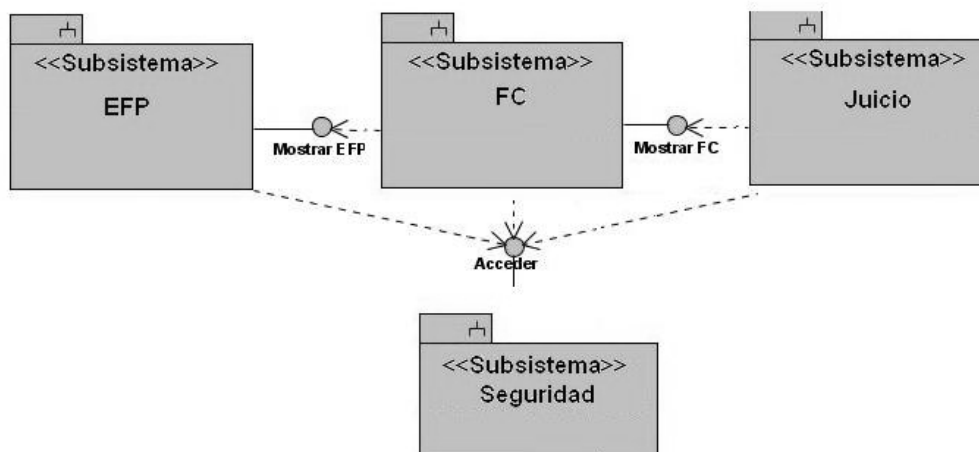 <<Subsistema>>
EFP
<<Subsistema>>
FC
<<Subsistema>>
Juicio
Mostrar EFP
Mostrar FC
Acceder
<<Subsistema>>
Seguridad